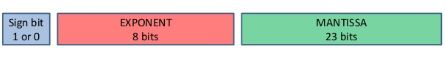 Sign bit
1 or 0
EXPONENT
8 bits
MANTISSA
23 bits